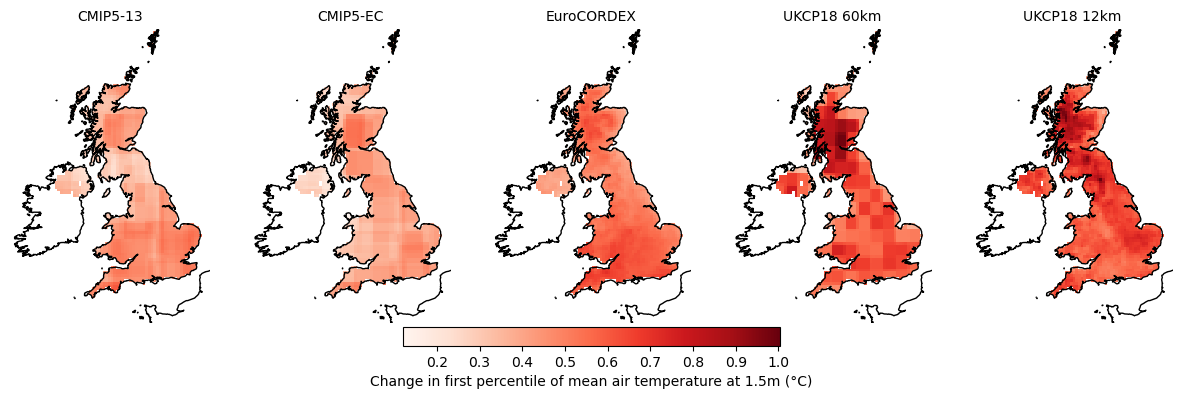 CMIP5-13 CMIP5-EC EuroCORDEX UKCP18 60km UKCP18 12km
0.2 0.3 0.4 0.5 0.6 0.7 0.8 0.9 1.0
Change in first percentile of mean air temperature at 1.5m (°C)